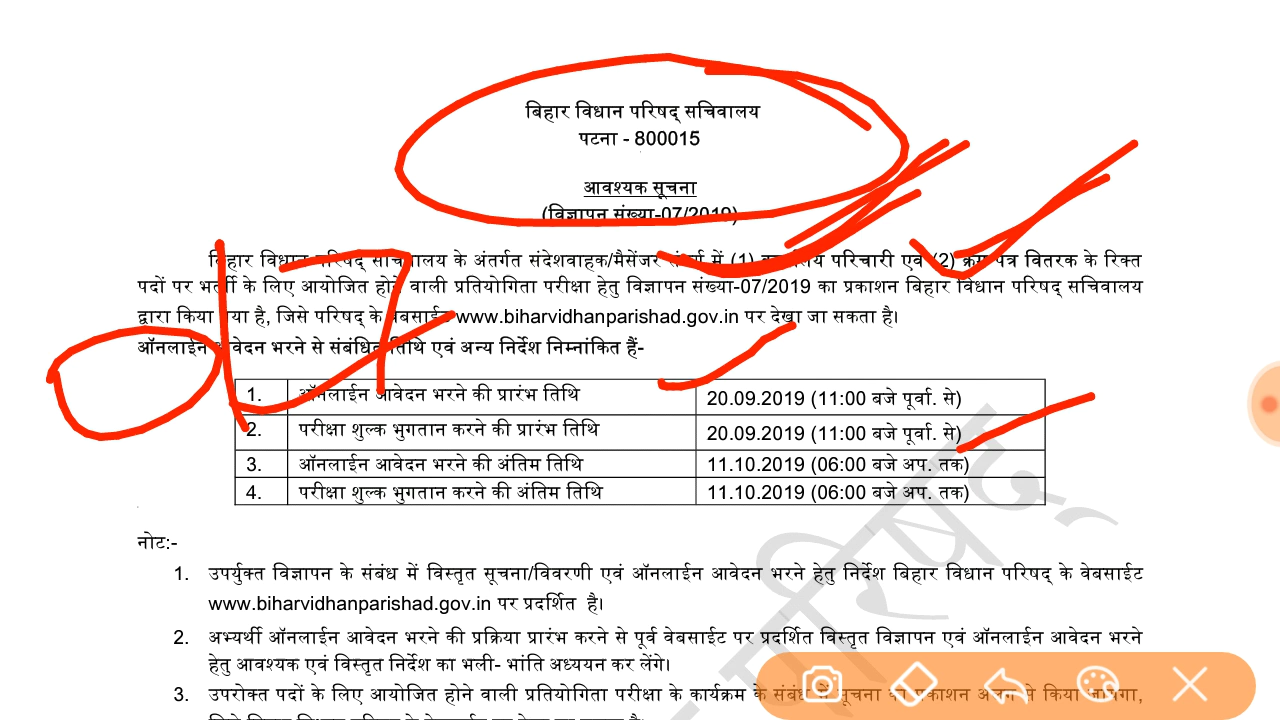 बिहार विधान परिषद् सचिवालय
पटना - 800015
आवश्यक सूचना
(विज्ञापन संख्या-07/2019)
बिहार विधान परिषद् सचिवालय के अंतर्गत संदेशवाहक/मैसेंजर संवर्ग में (1) कार्यालय परिचारी एवं (2) क्रम पत्र वितरक के रिक्त
पदों पर भर्ती के लिए आयोजित होने वाली प्रतियोगिता परीक्षा हेतु विज्ञापन संख्या-07/2019 का प्रकाशन बिहार विधान परिषद् सचिवालय
द्वारा किया गया है, जिसे परिषद् के वेबसाईट www.biharvidhanparishad.gov.in पर देखा जा सकता है।
ऑनलाईन आवेदन भरने से संबंधित तिथि एवं अन्य निर्देश निम्नांकित हैं-
1. ऑनलाईन आवेदन भरने की प्रारंभ तिथि 20.09.2019 (11:00 बजे पूर्वा. से)
2. परीक्षा शुल्क भुगतान करने की प्रारंभ तिथि 20.09.2019 (11:00 बजे पूर्वा. से)
3. ऑनलाईन आवेदन भरने की अंतिम तिथि 11.10.2019 (06:00 बजे अप. तक)
4. परीक्षा शुल्क भुगतान करने की अंतिम तिथि 11.10.2019 (06:00 बजे अप. तक)
नोट:-
1. उपर्युक्त विज्ञापन के संबंध में विस्तृत सूचना/विवरणी एवं ऑनलाईन आवेदन भरने हेतु निर्देश बिहार विधान परिषद् के वेबसाईट
www.biharvidhanparishad.gov.in पर प्रदर्शित है।
2. अभ्यर्थी ऑनलाईन आवेदन भरने की प्रक्रिया प्रारंभ करने से पूर्व वेबसाईट पर प्रदर्शित विस्तृत विज्ञापन एवं ऑनलाईन आवेदन भरने
हेतु आवश्यक एवं विस्तृत निर्देश का भली- भांति अध्ययन कर लेंगे।
3. उपरोक्त पदों के लिए आयोजित होने वाली प्रतियोगिता परीक्षा के कार्यक्रम के संबंध में सूचना का प्रकाशन अलग से किया जायेगा,
परिषद्